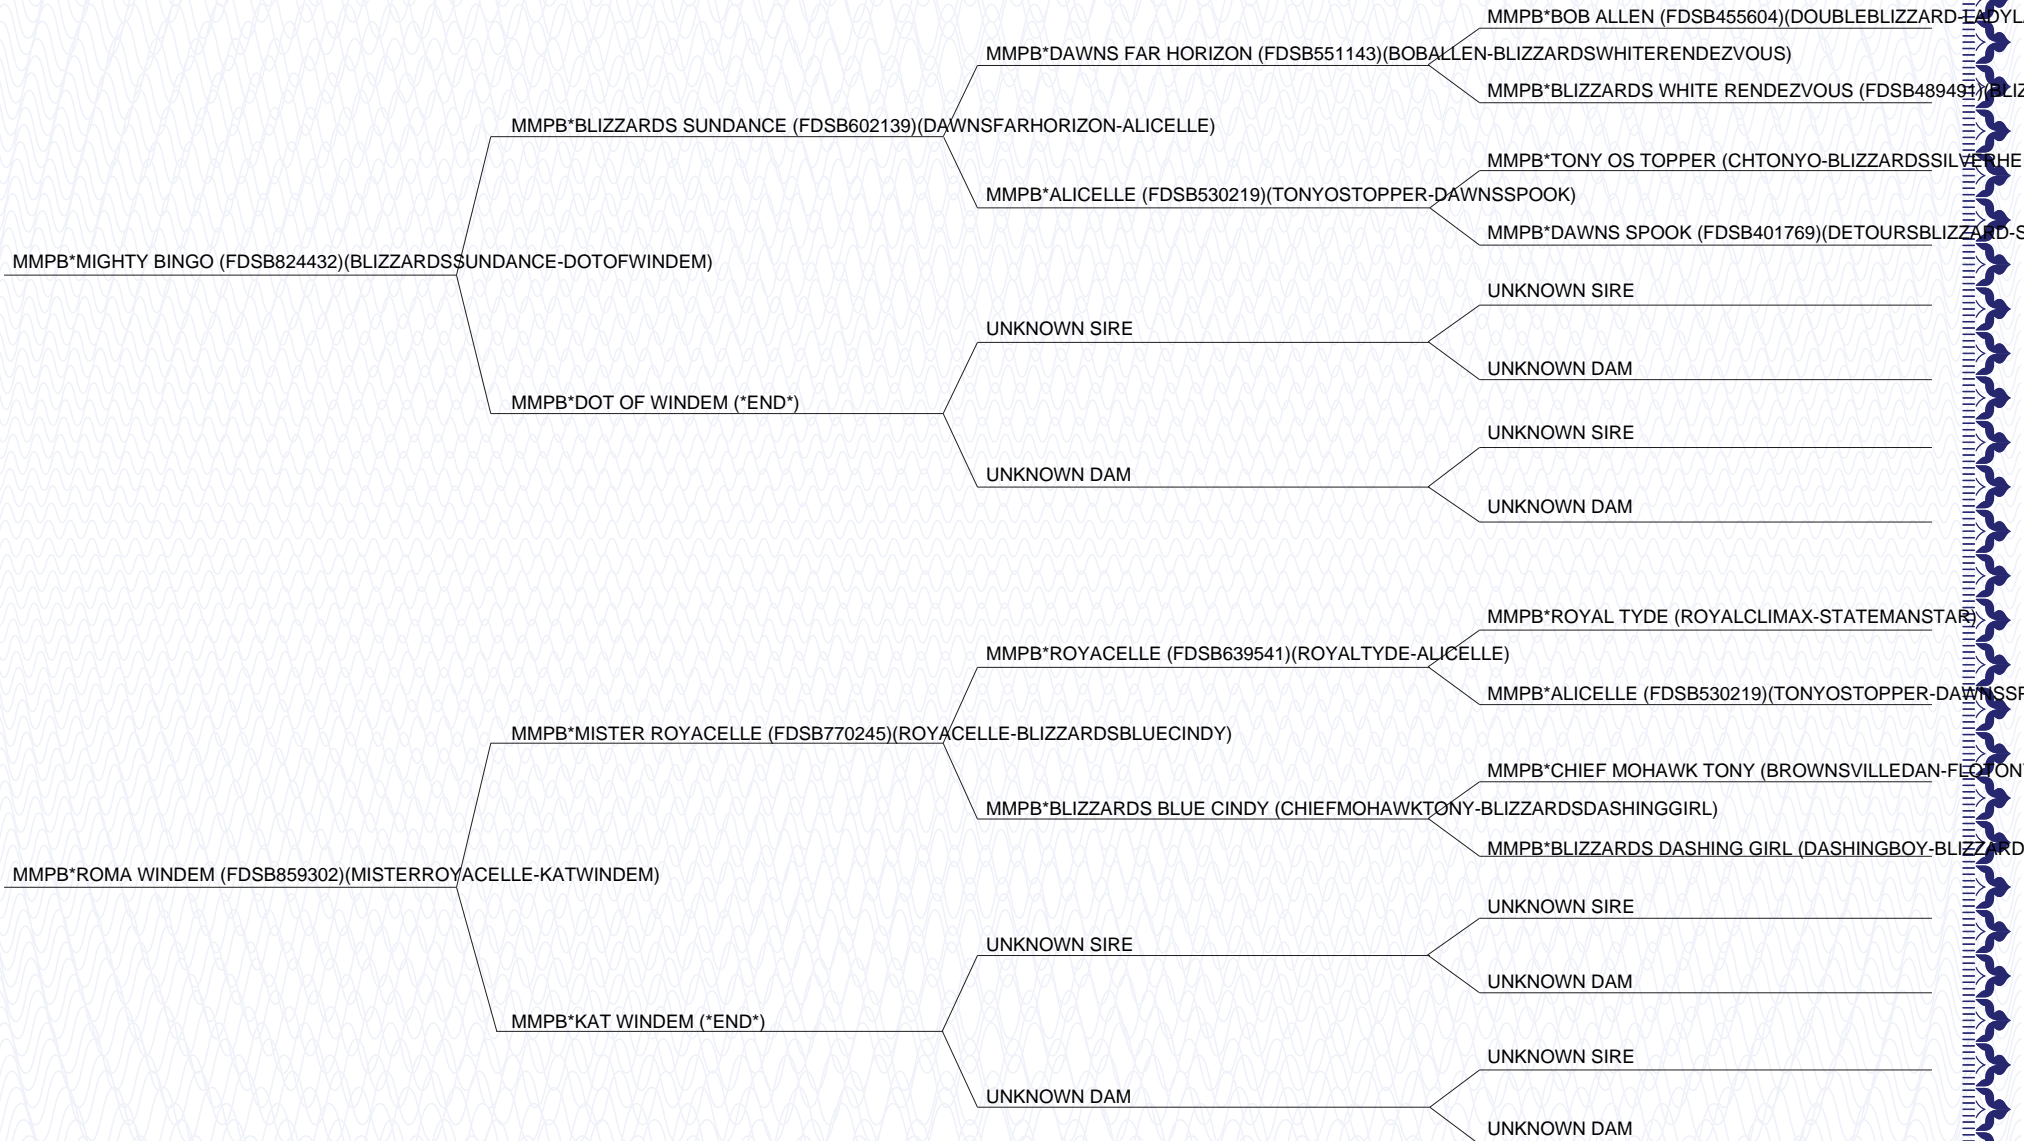 MMPB*BOB ALLEN (FDSB455604)(DOUBLEBLIZZARD-LADYL
MMPB*DAWNS FAR HORIZON (FDSB551143)(BOBALLEN-BLIZZARDSWHITERENDEZVOUS)
MMPB*BLIZZARDS WHITE RENDEZVOUS (FDSB489491)(BLIZ
MMPB*BLIZZARDS SUNDANCE (FDSB602139)(DAWNSFARHORIZON-ALICELLE)
MMPB*TONY OS TOPPER (CHTONYO-BLIZZARDSSILVERHE
MMPB*ALICELLE (FDSB530219)(TONYOSTOPPER-DAWNSSPOOK)
MMPB*DAWNS SPOOK (FDSB401769)(DETOURSBLIZZARD-S
MMPB*MIGHTY BINGO (FDSB824432)(BLIZZARDSSUNDANCE-DOTOFWINDEM)
UNKNOWN SIRE
UNKNOWN SIRE
UNKNOWN DAM
MMPB*DOT OF WINDEM (*END*)
UNKNOWN SIRE
UNKNOWN DAM
UNKNOWN DAM
MMPB*ROYAL TYDE (ROYALCLIMAX-STATEMANSTAR)
MMPB*ROYACELLE (FDSB639541)(ROYALTYDE-ALICELLE)
MMPB*ALICELLE (FDSB530219)(TONYOSTOPPER-DAWNSSP
MMPB*MISTER ROYACELLE (FDSB770245)(ROYACELLE-BLIZZARDSBLUECINDY)
MMPB*CHIEF MOHAWK TONY (BROWNSVILLEDAN-FLOTONY
MMPB*BLIZZARDS BLUE CINDY (CHIEFMOHAWKTONY-BLIZZARDSDASHINGGIRL)
MMPB*BLIZZARDS DASHING GIRL (DASHINGBOY-BLIZZARD
MMPB*ROMA WINDEM (FDSB859302)(MISTERROYACELLE-KATWINDEM)
UNKNOWN SIRE
UNKNOWN SIRE
UNKNOWN DAM
MMPB*KAT WINDEM (*END*)
UNKNOWN SIRE
UNKNOWN DAM
UNKNOWN DAM